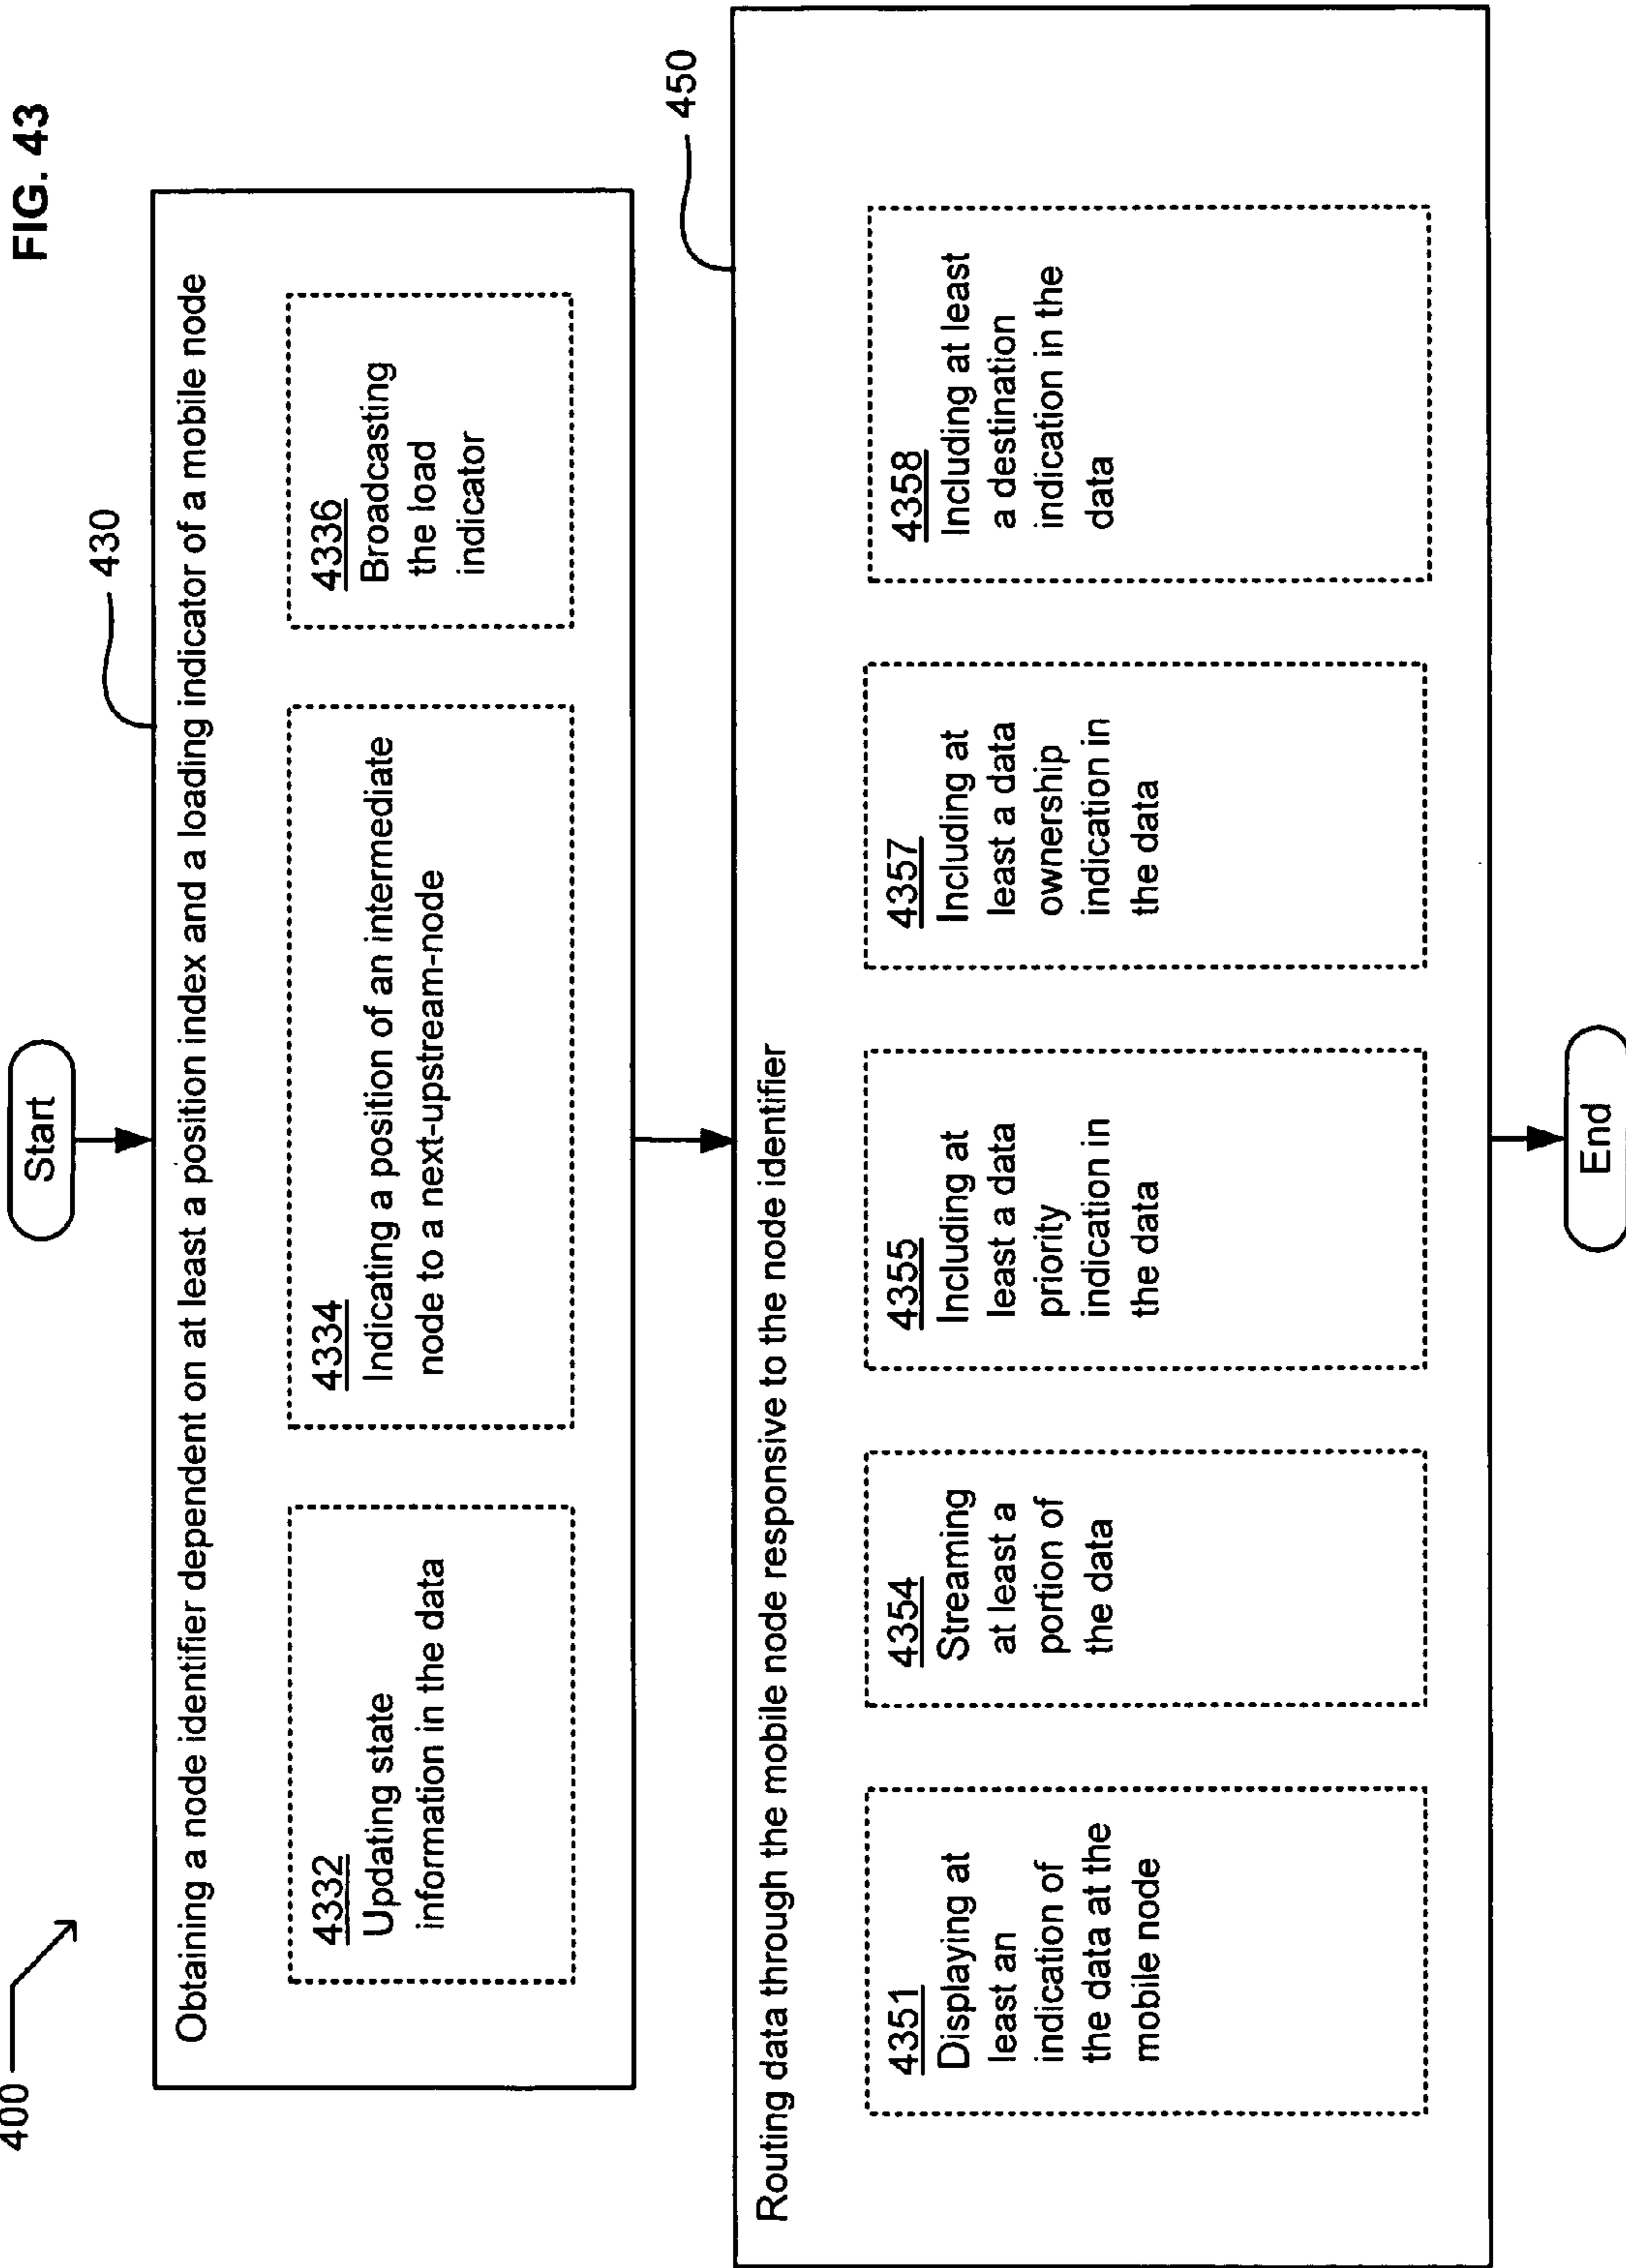 FIG. 43
400
Start
430
Obtaining a node identifier dependent on at least a position index and a loading indicator of a mobile node
4332
Updating state
information in the data
4334
Indicating a position of an intermediate
node to a next-upstream-node
4336
Broadcasting
the load
indicator
450
Routing data through the mobile node responsive to the node identifier
4351
Displaying at
least an
indication of
the data at the
mobile node
4354
Streaming
at least a
portion of
the data
4355
Including at
least a data
priority
indication in
the data
4357
Including at
least a data
ownership
indication in
the data
4358
Including at least
a destination
indication in the
data
End